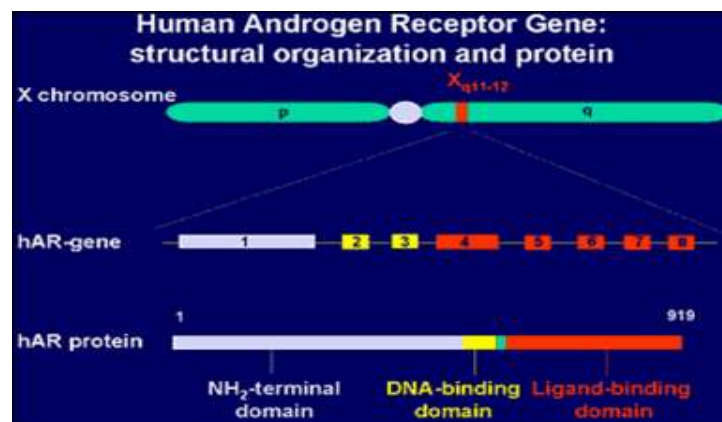 Human Androgen Receptor Gene:
structural organization and protein
Xq11-12
X chromosome
p q
hAR-gene 1 2 3 4 5 6 7 8
1 919
hAR protein
NH2-terminal domain
DNA-binding domain
Ligand-binding domain